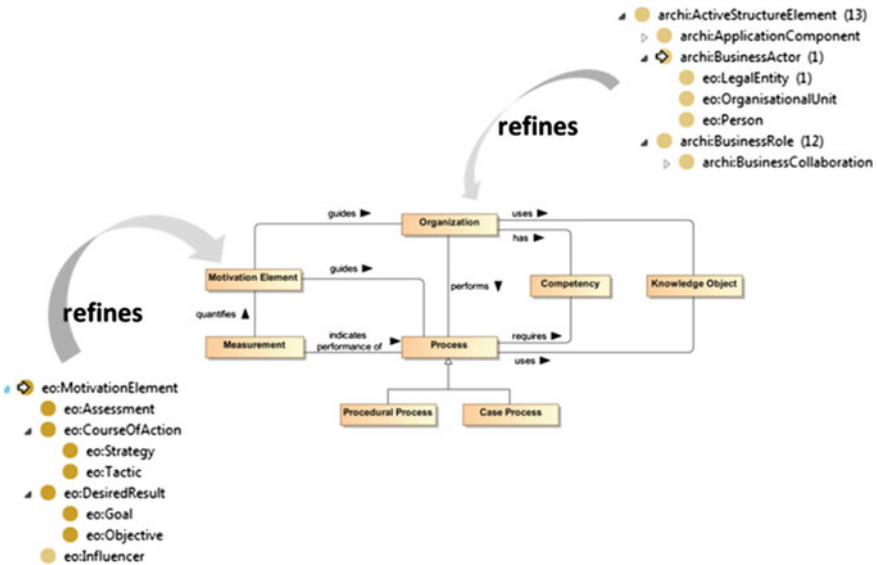 archi:ActiveStructureElement (13)
archi:ApplicationComponent
archi:BusinessActor (1)
eo:LegalEntity (1)
eo:OrganisationalUnit
eo:Person
archi:BusinessRole (12)
archi:BusinessCollaboration
refines
guides ►
Organization
uses ►
has ►
Motivation Element
guides ►
performs ▼
Competency
Knowledge Object
quantifies ▲
refines
Measurement
indicates ►
performance of
Process
requires ►
uses ►
Procedural Process
Case Process
eo:MotivationElement
eo:Assessment
eo:CourseOfAction
eo:Strategy
eo:Tactic
eo:DesiredResult
eo:Goal
eo:Objective
eo:Influencer